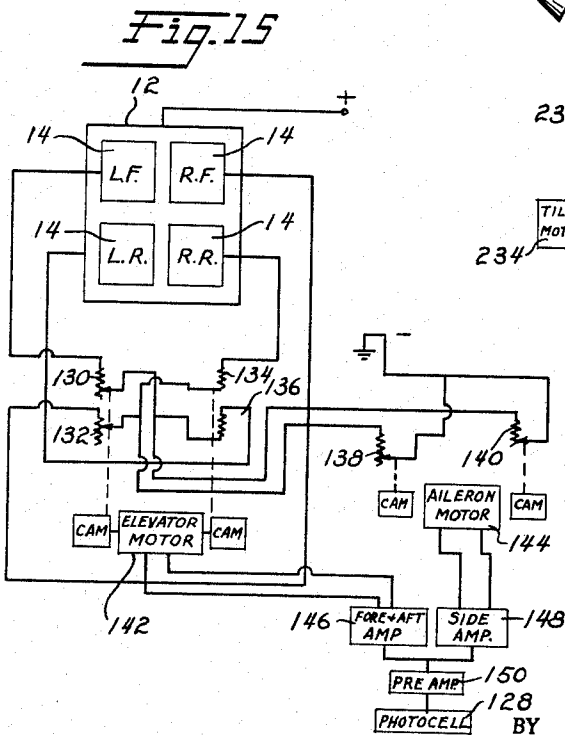 Fig. 15
12
+
14
14
L.F.
R.F.
14
14
L.R.
R.R.
23
TIL
MOT
234
-
130
134
136
132
138
140
CAM
ELEVATOR
MOTOR
CAM
CAM
AILERON
MOTOR
CAM
142
144
146
FORE & AFT
AMP
SIDE
AMP.
148
PRE AMP.
150
PHOTOCELL
128
BY